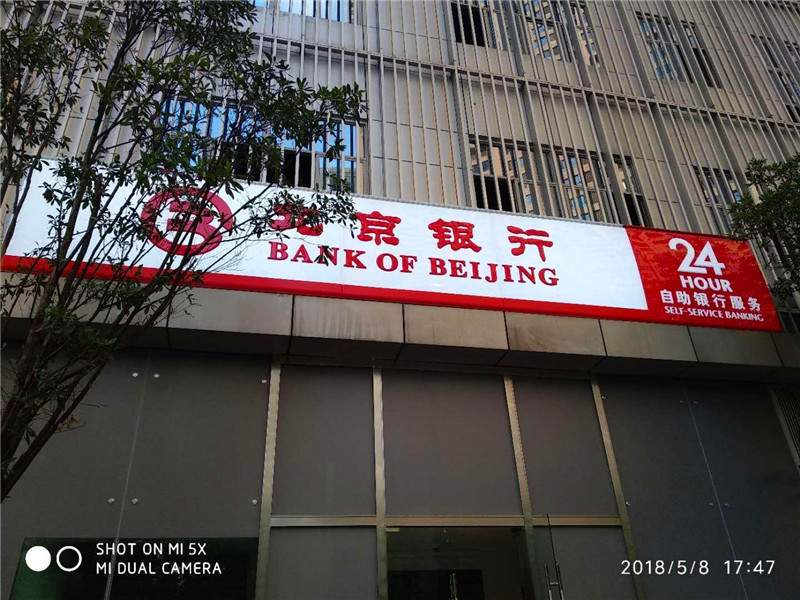 北京银行
BANK OF BEIJING
24
HOUR
自助银行服务
SELF-SERVICE BANKING
SHOT ON MI 5X
MI DUAL CAMERA
2018/5/8 17:47